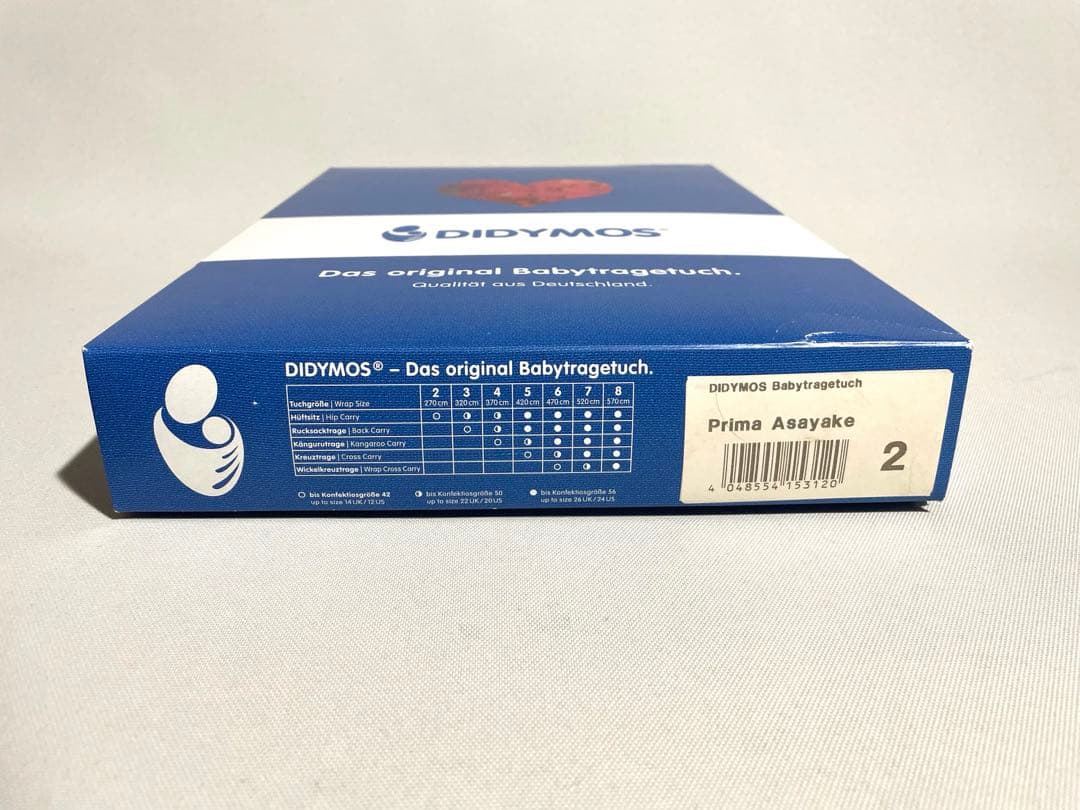 DIDYMOS®
Das original Babytragetuch.
Qualität aus Deutschland.
DIDYMOS® – Das original Babytragetuch.
Tuchgröße | Wrap Size 2 270 cm 3 320 cm 4 370 cm 5 420 cm 6 470 cm 7 520 cm 8 570 cm
Hüftsitz | Hip Carry ○ ◑ ◑ ● ● ● ●
Rucksacktrage | Back Carry ○ ◑ ● ● ● ●
Kängurutrage | Kangaroo Carry ○ ◑ ● ● ●
Kreuztrage | Cross Carry ○ ◑ ● ●
Wickelkreuztrage | Wrap Cross Carry ○ ◑ ●
○ bis Konfektiosgröße 42 ◑ bis Konfektiosgröße 50 ● bis Konfektiosgröße 56
up to size 14 UK / 12 US up to size 22 UK / 20 US up to size 26 UK / 24 US
DIDYMOS Babytragetuch
Prima Asayake
2
4 048554 153120